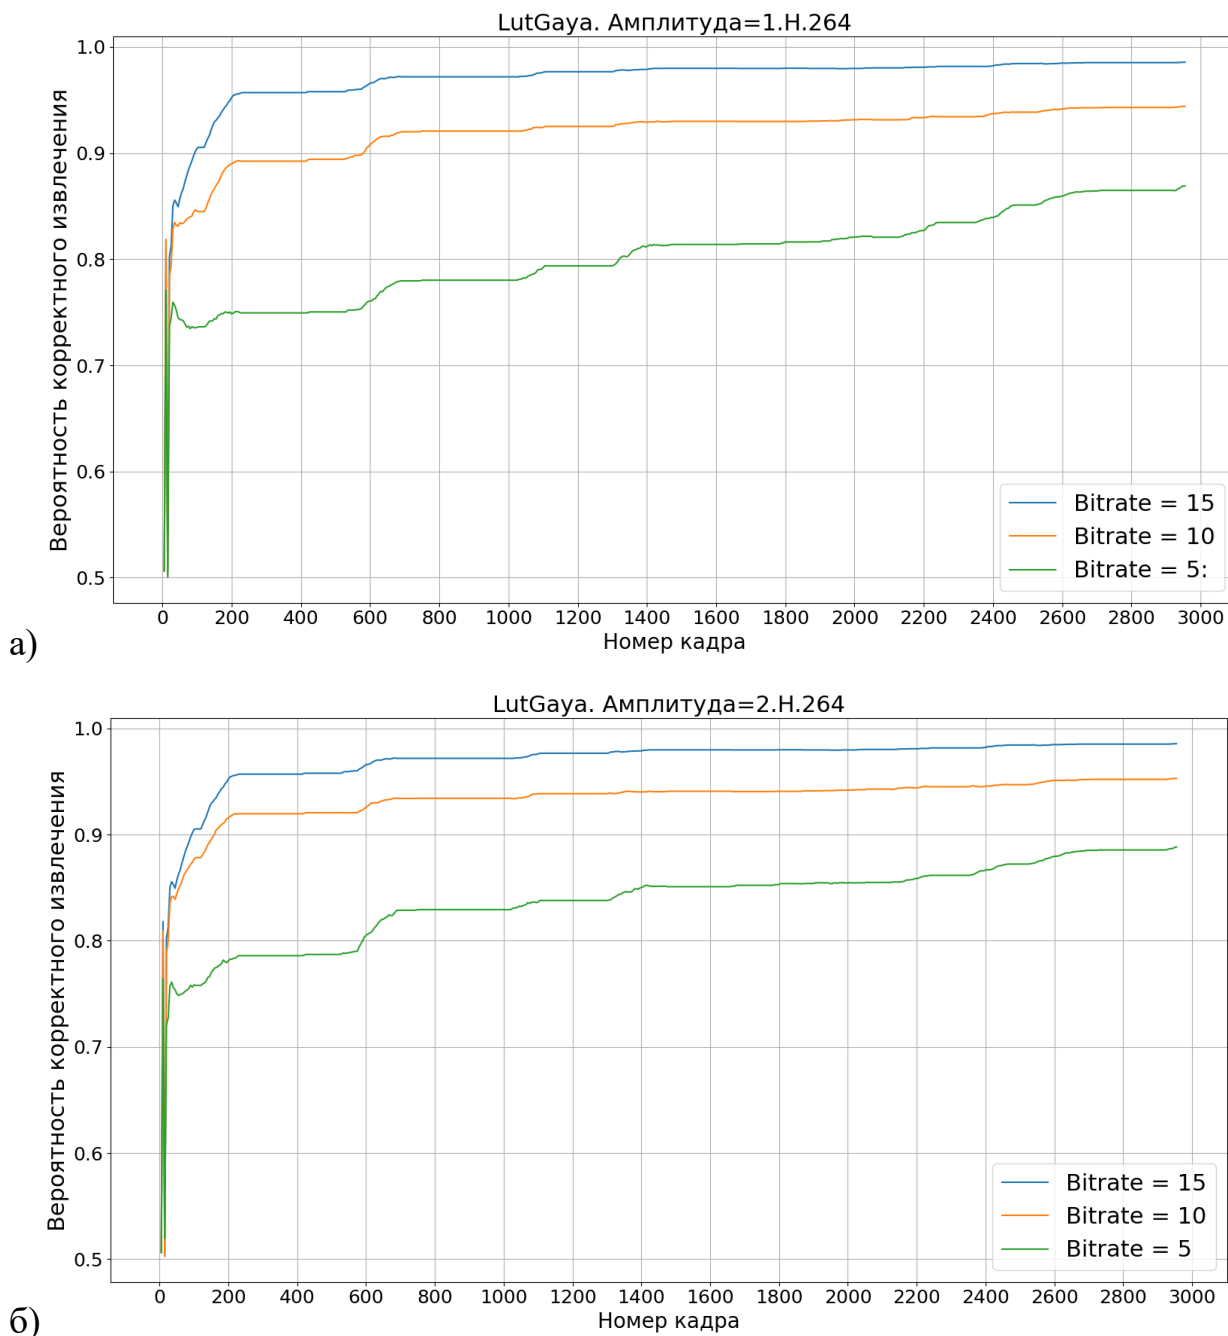 LutGaya. Амплитуда=1.H.264
Вероятность корректного извлечения
1.0
0.9
0.8
0.7
0.6
0.5
Bitrate = 15
Bitrate = 10
Bitrate = 5:
0 200 400 600 800 1000 1200 1400 1600 1800 2000 2200 2400 2600 2800 3000
Номер кадра
а)
LutGaya. Амплитуда=2.H.264
Вероятность корректного извлечения
1.0
0.9
0.8
0.7
0.6
0.5
Bitrate = 15
Bitrate = 10
Bitrate = 5
0 200 400 600 800 1000 1200 1400 1600 1800 2000 2200 2400 2600 2800 3000
Номер кадра
б)